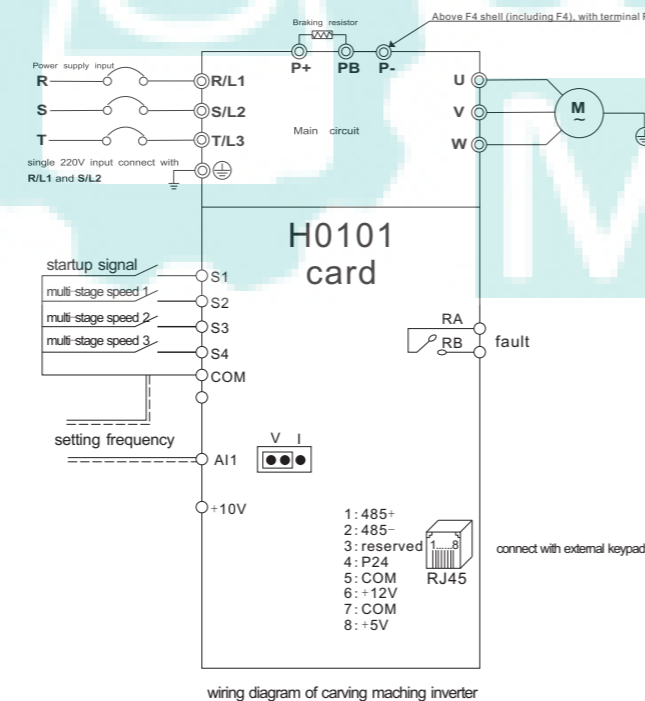 Braking resistor
Above F4 shell (including F4), with terminal
P+ PB P-
Power supply input
R R/L1
S S/L2
T T/L3
single 220V input connect with
R/L1 and S/L2
Main circuit
U
V
W
M
~
H0101
card
startup signal
S1
multi-stage speed 1
S2
multi-stage speed 2
S3
multi-stage speed 3
S4
COM
setting frequency
AI1
V I
+10V
RA
RB
fault
1:485+
2:485-
3:reserved
4:P24
5:COM
6:+12V
7:COM
8:+5V
1.....8
RJ45
connect with external keypad
wiring diagram of carving maching inverter